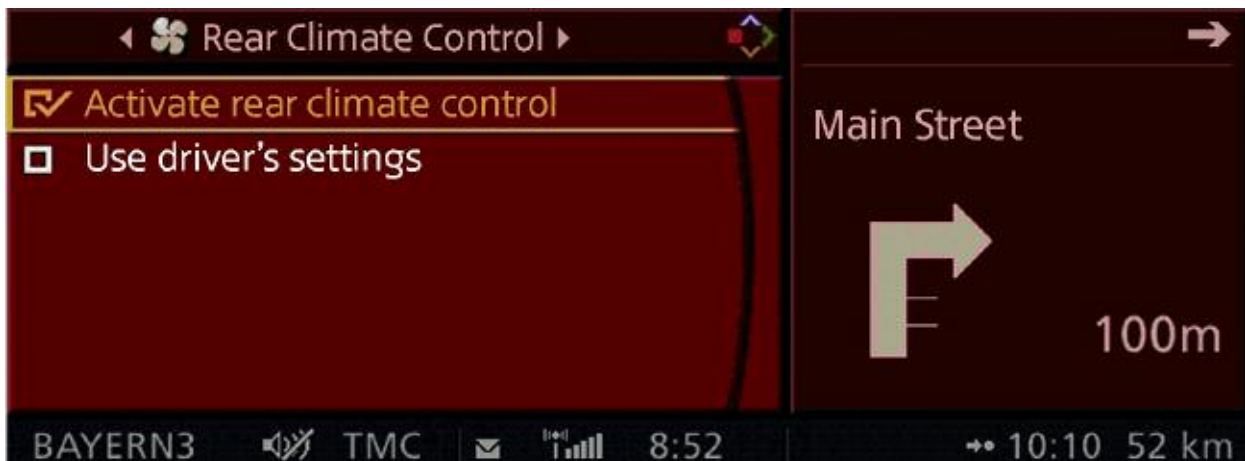 Rear Climate Control
Activate rear climate control
Use driver's settings
Main Street
100m
BAYERN3 TMC 8:52 10:10 52 km